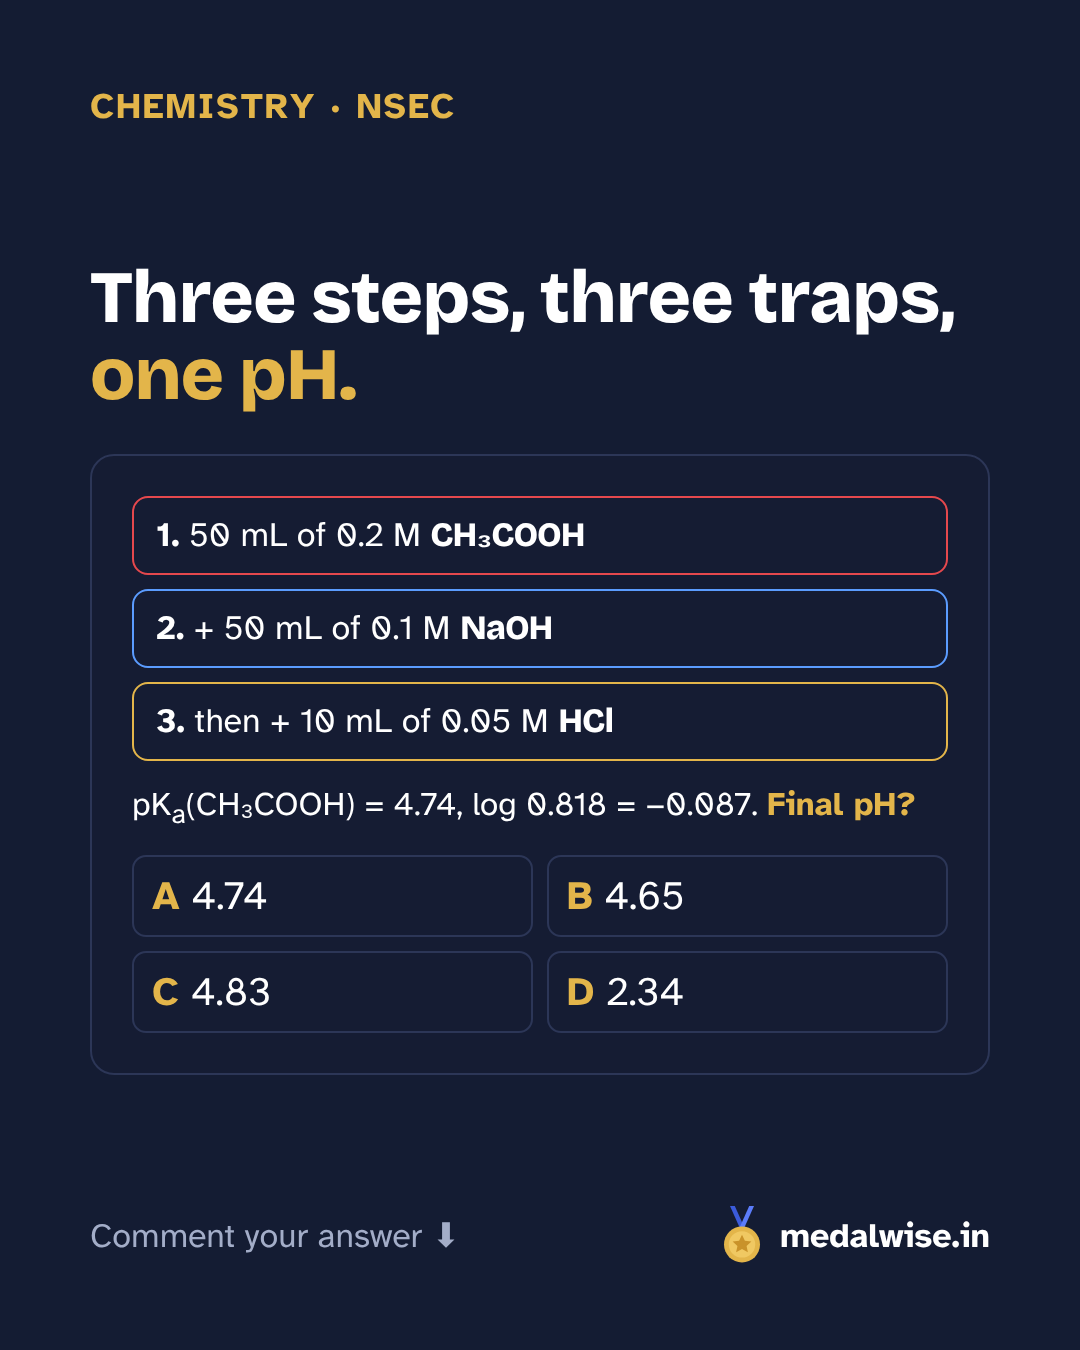 CHEMISTRY · NSEC
Three steps, three traps,
one pH.
1. 50 mL of 0.2 M CH₃COOH
2. + 50 mL of 0.1 M NaOH
3. then + 10 mL of 0.05 M HCl
pKₐ(CH₃COOH) = 4.74, log 0.818 = −0.087. Final pH?
A 4.74
B 4.65
C 4.83
D 2.34
Comment your answer ⬇
medalwise.in